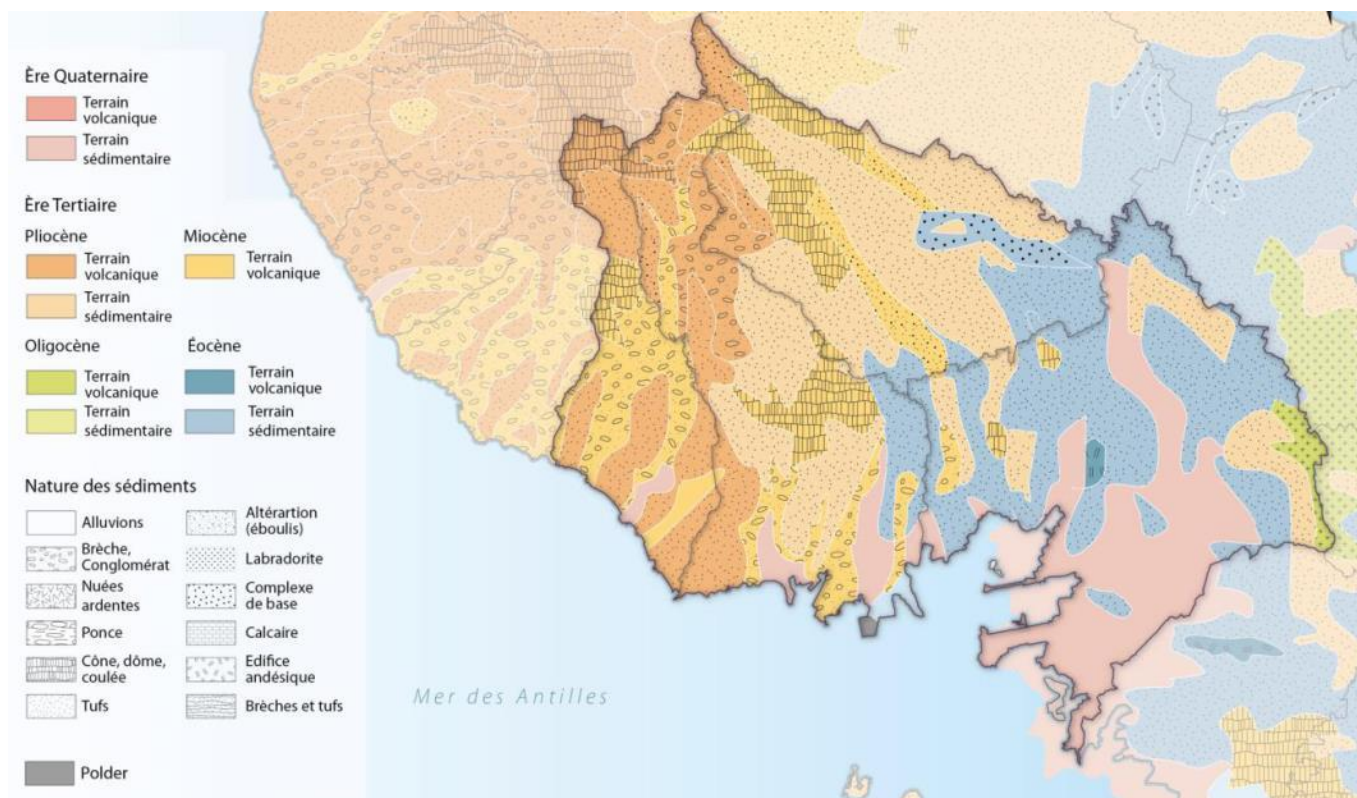 Ère Quaternaire
Terrain
volcanique
Terrain
sédimentaire
Ère Tertiaire
Pliocène
Miocène
Terrain
volcanique
Terrain
volcanique
Terrain
sédimentaire
Oligocène
Éocène
Terrain
volcanique
Terrain
volcanique
Terrain
sédimentaire
Terrain
sédimentaire
Nature des sédiments
Alluvions
Altérartion
(éboulis)
Brèche,
Conglomérat
Labradorite
Nuées
ardentes
Complexe
de base
Ponce
Calcaire
Cône, dôme,
coulée
Edifice
andésique
Tufs
Brèches et tufs
Polder
Mer des Antilles